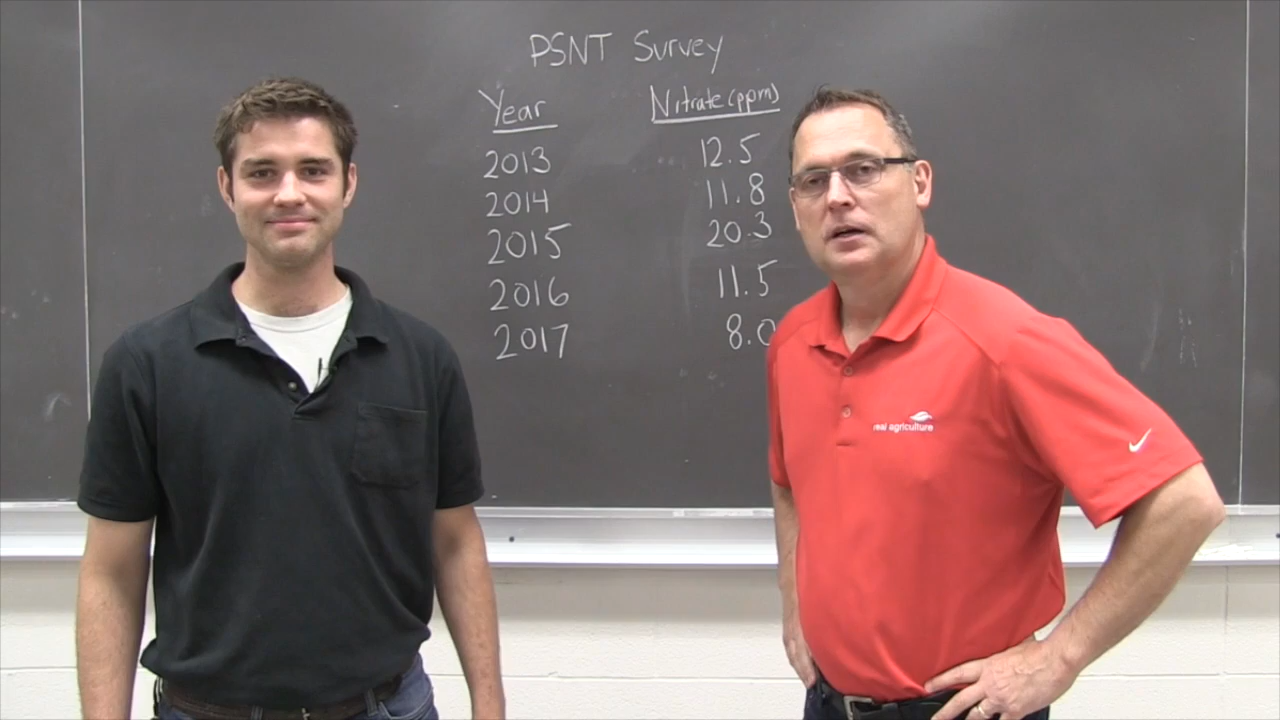 PSNT Survey
Year Nitrate (ppm)
2013 12.5
2014 11.8
2015 20.3
2016 11.5
2017 8.0
real agriculture